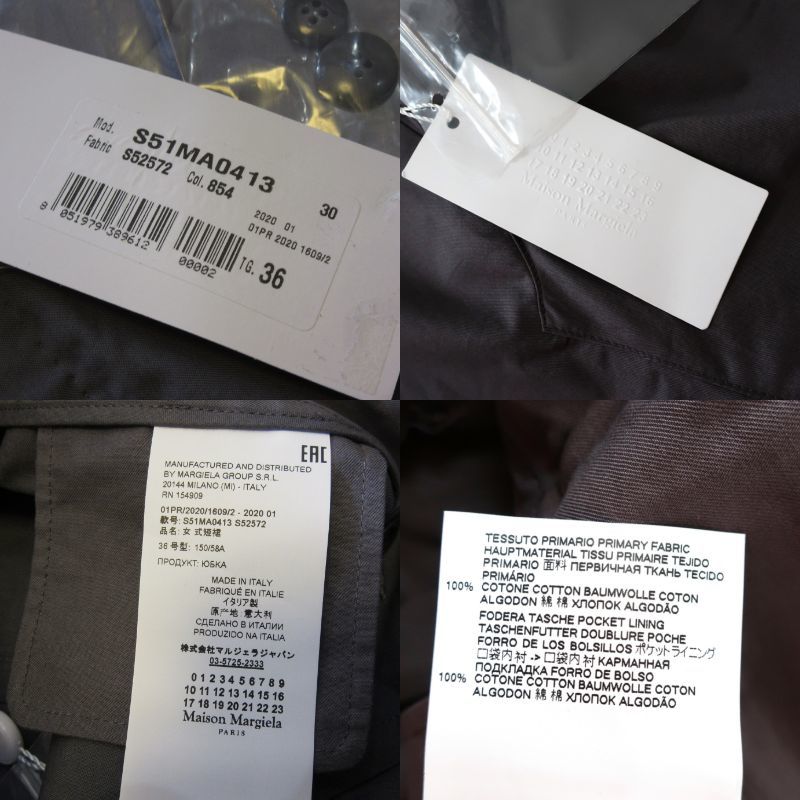 Mod. S51MA0413
Fabric S52572 Col. 854
30
2020 01
01PR 2020 1609/2
8 051979 389612
00002
TG. 36
0 1 2 3 4 5 6 7 8 9
10 11 12 13 14 15 16
17 18 19 20 21 22 23
Maison Margiela
PARIS
EAC
MANUFACTURED AND DISTRIBUTED
BY MARGIELA GROUP S.R.L.
20144 MILANO (MI) - ITALY
RN 154909
01PR/2020/1609/2 - 2020 01
款号: S51MA0413 S52572
品名: 女式短裙
36 号型: 150/58A
ПРОДУКТ: ЮБКА
MADE IN ITALY
FABRIQUÉ EN ITALIE
イタリア製
原产地 意大利
СДЕЛАНО В ИТАЛИИ
PRODUZIDO NA ITALIA
株式会社マルジェラジャパン
03-5725-2333
0 1 2 3 4 5 6 7 8 9
10 11 12 13 14 15 16
17 18 19 20 21 22 23
Maison Margiela
PARIS
TESSUTO PRIMARIO PRIMARY FABRIC
HAUPTMATERIAL TISSU PRIMAIRE TEJIDO
PRIMARIO 面料 ПЕРВИЧНАЯ ТКАНЬ TECIDO
PRIMÁRIO
100% COTONE COTTON BAUMWOLLE COTON
ALGODON 綿 棉 ХЛОПОК ALGODÃO
FODERA TASCHE POCKET LINING
TASCHENFUTTER DOUBLURE POCHE
FORRO DE LOS BOLSILLOS ポケットライニング
口袋内衬 -> 口袋内衬 КАРМАННАЯ
ПОДКЛАДКА FORRO DE BOLSO
100% COTONE COTTON BAUMWOLLE COTON
ALGODON 綿 棉 ХЛОПОК ALGODÃO